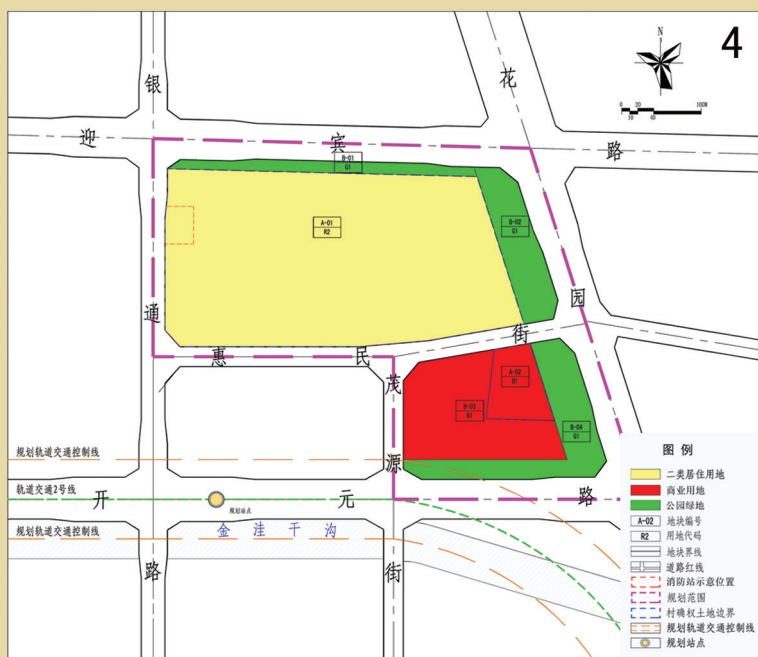 4
N
0 20 100M
10 40
银
花
迎
宾
路
B-01
G1
A-01
R2
B-02
G1
通
园
街
惠
民
茂
A-02
B1
B-03
B1
B-04
G1
源
规划轨道交通控制线
轨道交通2号线
开
元
路
规划站点
规划轨道交通控制线
金洼干沟
路
街
图例
二类居住用地
商业用地
公园绿地
A-02 地块编号
R2 用地代码
地块界线
道路红线
消防站示意位置
规划范围
村确权土地边界
规划轨道交通控制线
规划站点